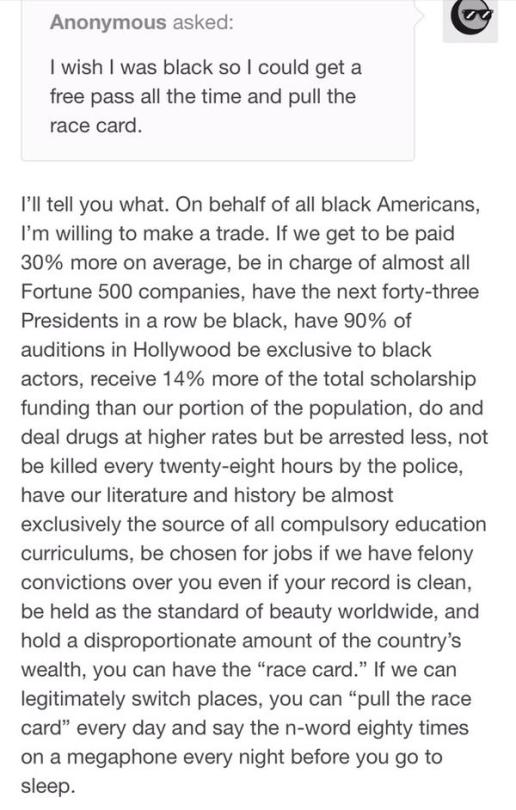 Anonymous asked:
I wish I was black so I could get a
free pass all the time and pull the
race card.
I'll tell you what. On behalf of all black Americans,
I'm willing to make a trade. If we get to be paid
30% more on average, be in charge of almost all
Fortune 500 companies, have the next forty-three
Presidents in a row be black, have 90% of
auditions in Hollywood be exclusive to black
actors, receive 14% more of the total scholarship
funding than our portion of the population, do and
deal drugs at higher rates but be arrested less, not
be killed every twenty-eight hours by the police,
have our literature and history be almost
exclusively the source of all compulsory education
curriculums, be chosen for jobs if we have felony
convictions over you even if your record is clean,
be held as the standard of beauty worldwide, and
hold a disproportionate amount of the country's
wealth, you can have the “race card.” If we can
legitimately switch places, you can “pull the race
card” every day and say the n-word eighty times
on a megaphone every night before you go to
sleep.